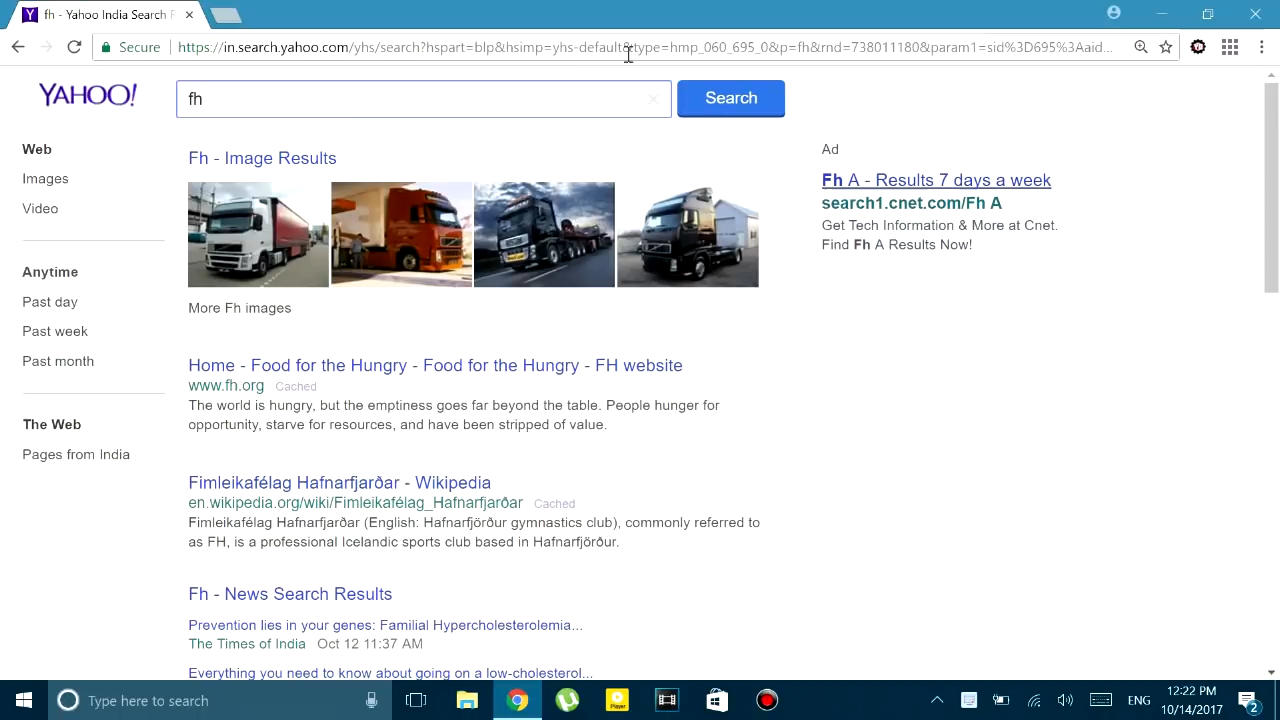 fh - Yahoo India Search R
Secure
https://in.search.yahoo.com/yhs/search?hspart=blp&hsimp=yhs-default&type=hmp_060_695_0&p=fh&rnd=738011180&param1=sid%3D695%3Aaid...
YAHOO!
fh
Search
Web
Images
Video
Anytime
Past day
Past week
Past month
The Web
Pages from India
Fh - Image Results
More Fh images
Home - Food for the Hungry - Food for the Hungry - FH website
www.fh.org Cached
The world is hungry, but the emptiness goes far beyond the table. People hunger for
opportunity, starve for resources, and have been stripped of value.
Fimleikafélag Hafnarfjarðar - Wikipedia
en.wikipedia.org/wiki/Fimleikafélag_Hafnarfjarðar Cached
Fimleikafélag Hafnarfjarðar (English: Hafnarfjörður gymnastics club), commonly referred to
as FH, is a professional Icelandic sports club based in Hafnarfjörður.
Fh - News Search Results
Prevention lies in your genes: Familial Hypercholesterolemia...
The Times of India Oct 12 11:37 AM
Everything you need to know about going on a low-cholesterol...
Ad
Fh A - Results 7 days a week
search1.cnet.com/Fh A
Get Tech Information & More at Cnet.
Find Fh A Results Now!
Type here to search
Player
ENG
12:22 PM
10/14/2017
2